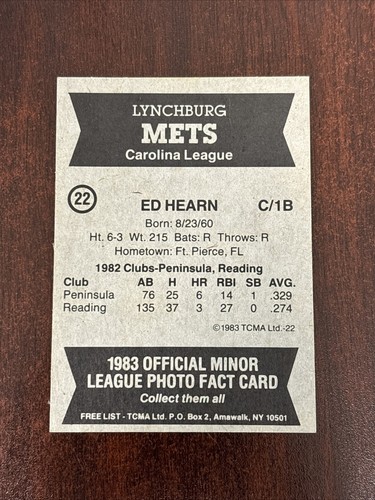 LYNCHBURG
METS
Carolina League
22
ED HEARN C/1B
Born: 8/23/60
Ht. 6-3 Wt. 215 Bats: R Throws: R
Hometown: Ft. Pierce, FL
1982 Clubs-Peninsula, Reading
Club AB H HR RBI SB AVG.
Peninsula 76 25 6 14 1 .329
Reading 135 37 3 27 0 .274
©1983 TCMA Ltd.-22
1983 OFFICIAL MINOR
LEAGUE PHOTO FACT CARD
Collect them all
FREE LIST - TCMA Ltd. P.O. Box 2, Amawalk, NY 10501